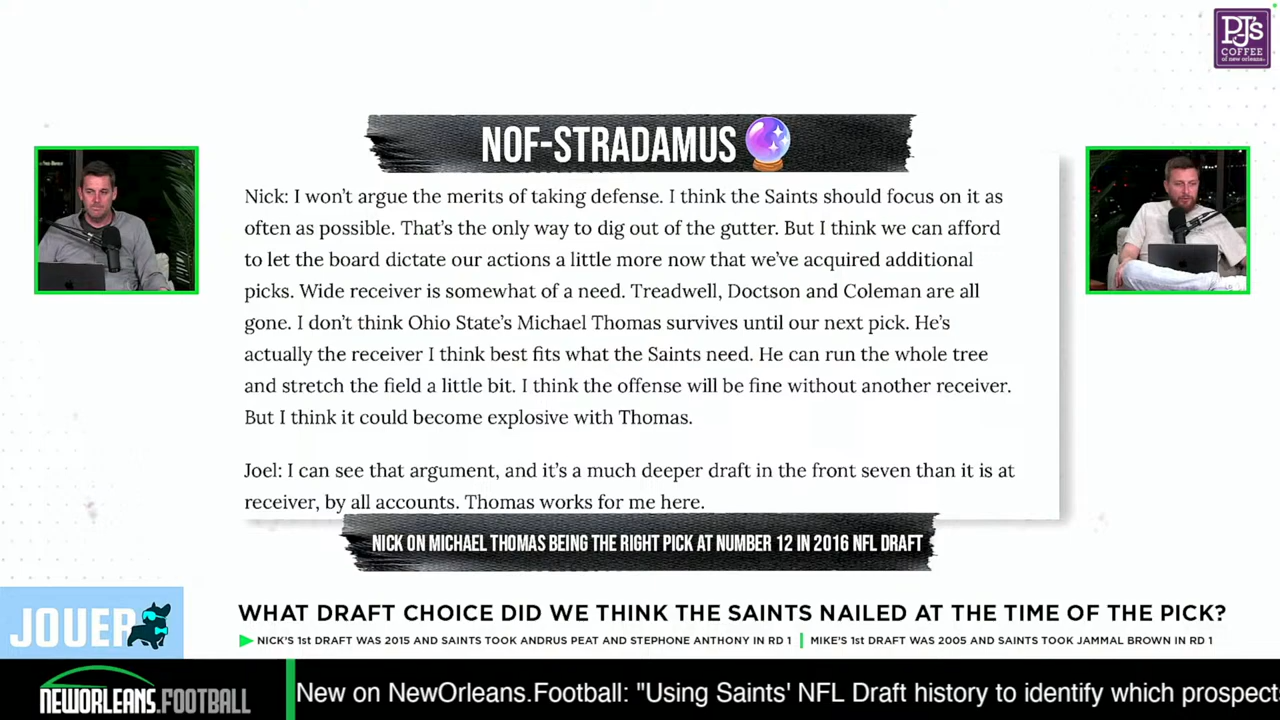 PJ's
COFFEE
of new orleans
NOF-STRADAMUS
Nick: I won't argue the merits of taking defense. I think the Saints should focus on it as
often as possible. That's the only way to dig out of the gutter. But I think we can afford
to let the board dictate our actions a little more now that we've acquired additional
picks. Wide receiver is somewhat of a need. Treadwell, Doctson and Coleman are all
gone. I don't think Ohio State's Michael Thomas survives until our next pick. He's
actually the receiver I think best fits what the Saints need. He can run the whole tree
and stretch the field a little bit. I think the offense will be fine without another receiver.
But I think it could become explosive with Thomas.
Joel: I can see that argument, and it's a much deeper draft in the front seven than it is at
receiver, by all accounts. Thomas works for me here.
NICK ON MICHAEL THOMAS BEING THE RIGHT PICK AT NUMBER 12 IN 2016 NFL DRAFT
JOUER
WHAT DRAFT CHOICE DID WE THINK THE SAINTS NAILED AT THE TIME OF THE PICK?
NICK'S 1st DRAFT WAS 2015 AND SAINTS TOOK ANDRUS PEAT AND STEPHONE ANTHONY IN RD 1 | MIKE'S 1st DRAFT WAS 2005 AND SAINTS TOOK JAMMAL BROWN IN RD 1
NEWORLEANS.FOOTBALL
New on NewOrleans.Football: "Using Saints' NFL Draft history to identify which prospect